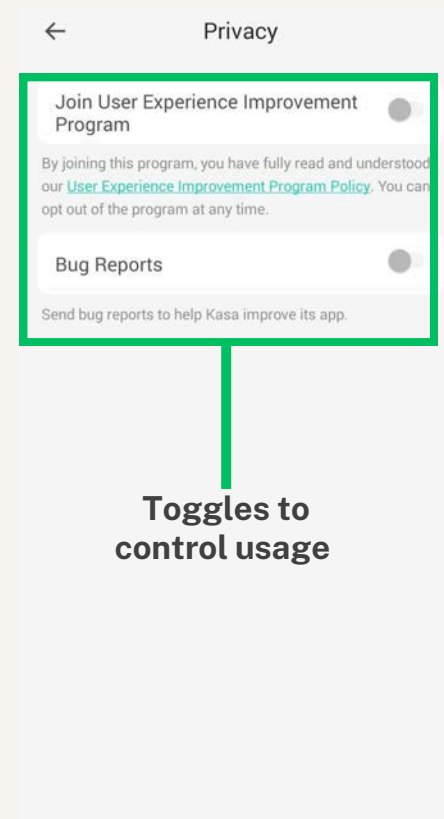 Privacy
Join User Experience Improvement
Program
By joining this program, you have fully read and understood
our User Experience Improvement Program Policy. You can
opt out of the program at any time.
Bug Reports
Send bug reports to help Kasa improve its app.
Toggles to
control usage